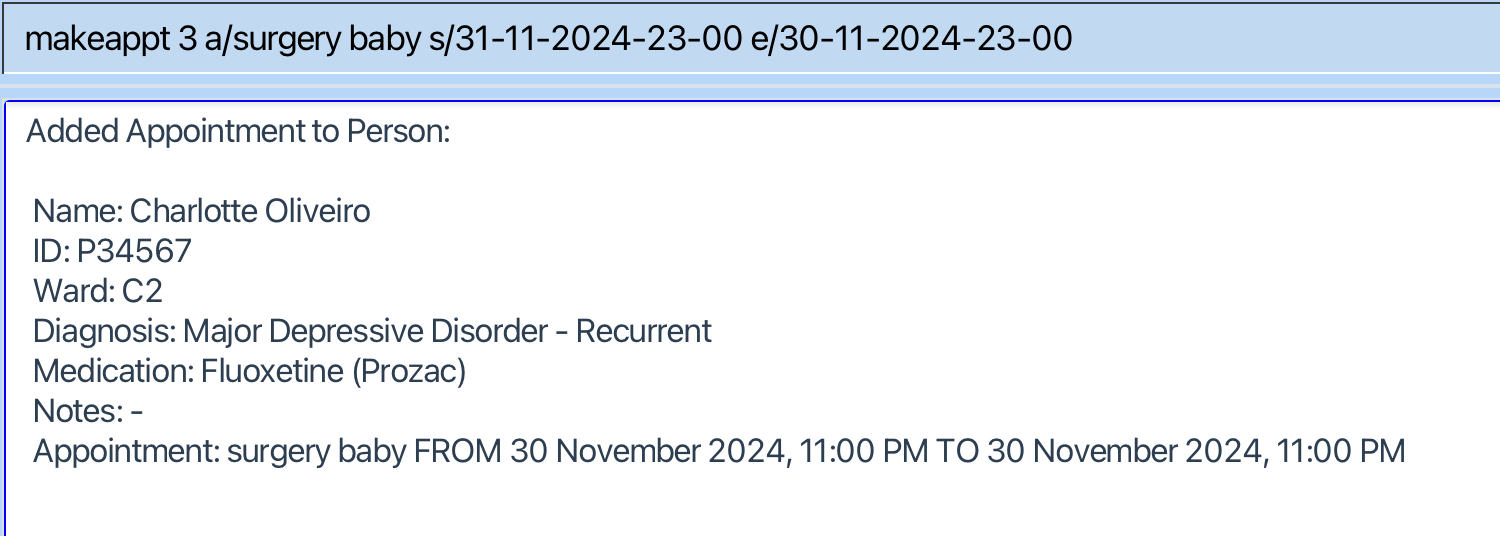 makeappt 3 a/surgery baby s/31-11-2024-23-00 e/30-11-2024-23-00
Added Appointment to Person:
Name: Charlotte Oliveiro
ID: P34567
Ward: C2
Diagnosis: Major Depressive Disorder - Recurrent
Medication: Fluoxetine (Prozac)
Notes: -
Appointment: surgery baby FROM 30 November 2024, 11:00 PM TO 30 November 2024, 11:00 PM